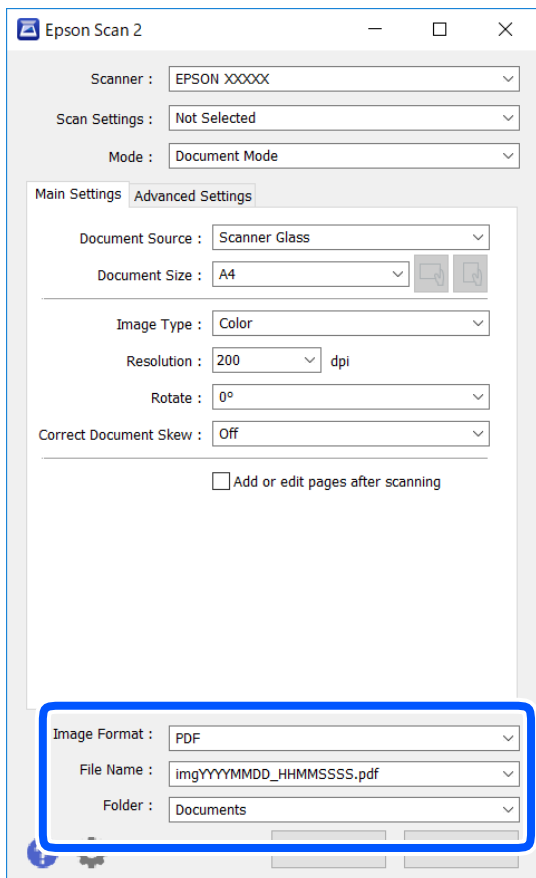 Epson Scan 2
Scanner : EPSON XXXXX
Scan Settings : Not Selected
Mode : Document Mode
Main Settings Advanced Settings
Document Source : Scanner Glass
Document Size : A4
Image Type : Color
Resolution : 200 dpi
Rotate : 0°
Correct Document Skew : Off
Add or edit pages after scanning
Image Format : PDF
File Name : imgYYYYMMDD_HHMMSSSS.pdf
Folder : Documents